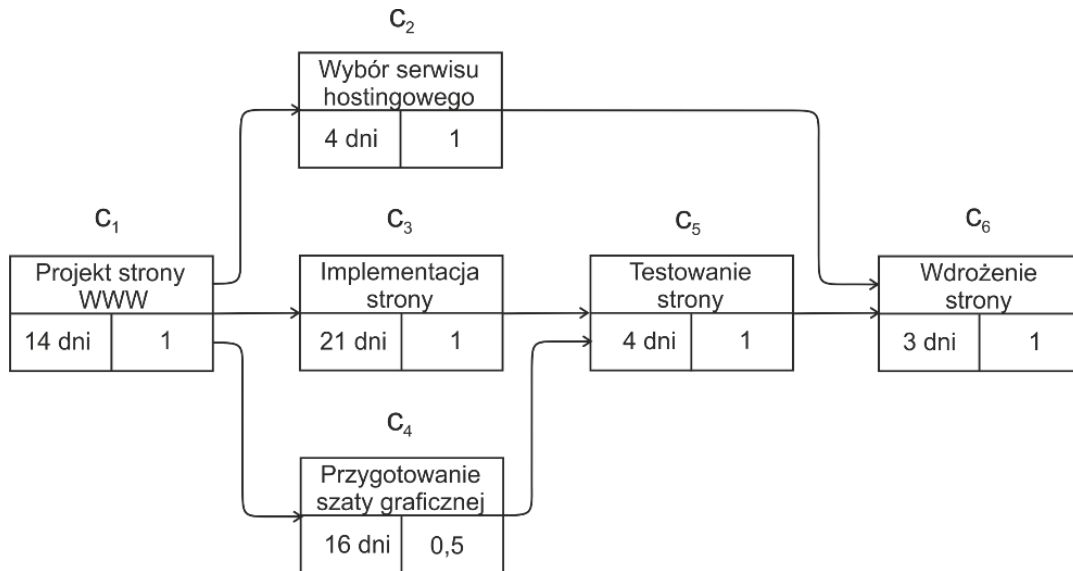 C₂
Wybór serwisu
hostingowego
4 dni 1
C₁
Projekt strony
WWW
14 dni 1
C₃
Implementacja
strony
21 dni 1
C₅
Testowanie
strony
4 dni 1
C₆
Wdrożenie
strony
3 dni 1
C₄
Przygotowanie
szaty graficznej
16 dni 0,5